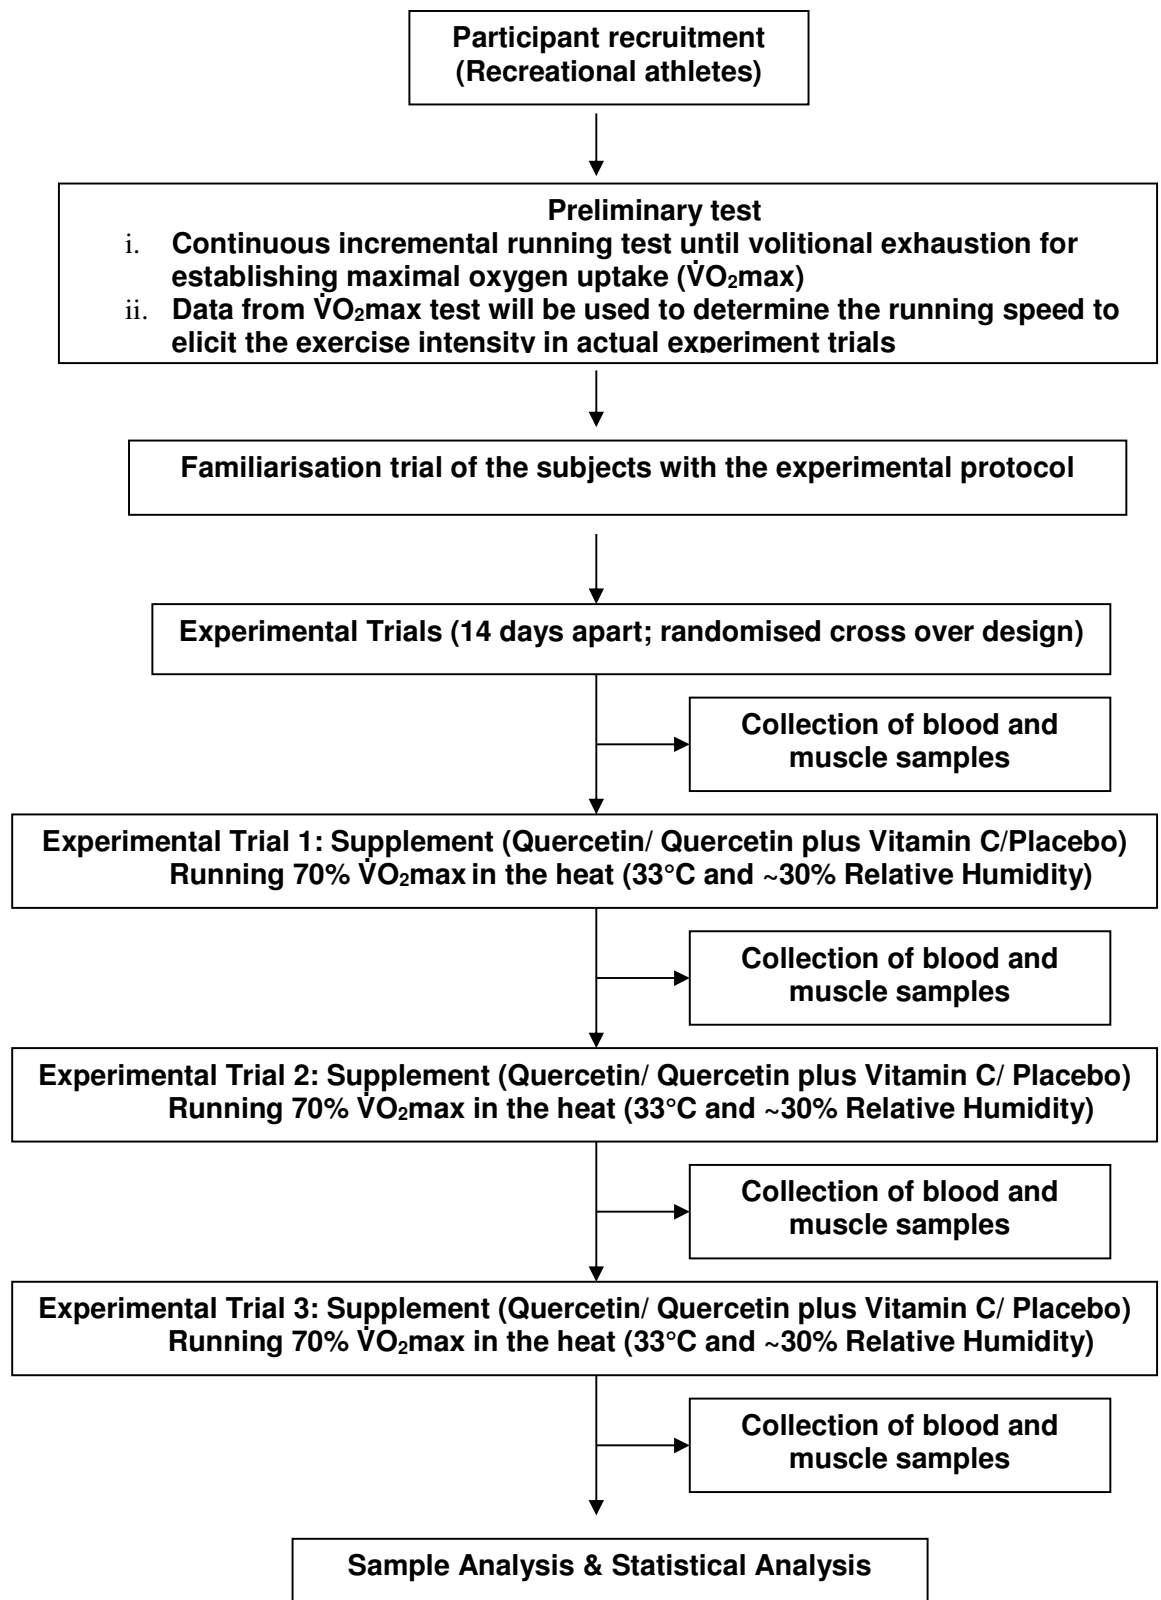 Participant recruitment
(Recreational athletes)
Preliminary test
i. Continuous incremental running test until volitional exhaustion for
establishing maximal oxygen uptake (V̇O₂max)
ii. Data from V̇O₂max test will be used to determine the running speed to
elicit the exercise intensity in actual experiment trials
Familiarisation trial of the subjects with the experimental protocol
Experimental Trials (14 days apart; randomised cross over design)
Collection of blood and
muscle samples
Experimental Trial 1: Supplement (Quercetin/ Quercetin plus Vitamin C/Placebo)
Running 70% V̇O₂max in the heat (33°C and ~30% Relative Humidity)
Collection of blood and
muscle samples
Experimental Trial 2: Supplement (Quercetin/ Quercetin plus Vitamin C/ Placebo)
Running 70% V̇O₂max in the heat (33°C and ~30% Relative Humidity)
Collection of blood and
muscle samples
Experimental Trial 3: Supplement (Quercetin/ Quercetin plus Vitamin C/ Placebo)
Running 70% V̇O₂max in the heat (33°C and ~30% Relative Humidity)
Collection of blood and
muscle samples
Sample Analysis & Statistical Analysis